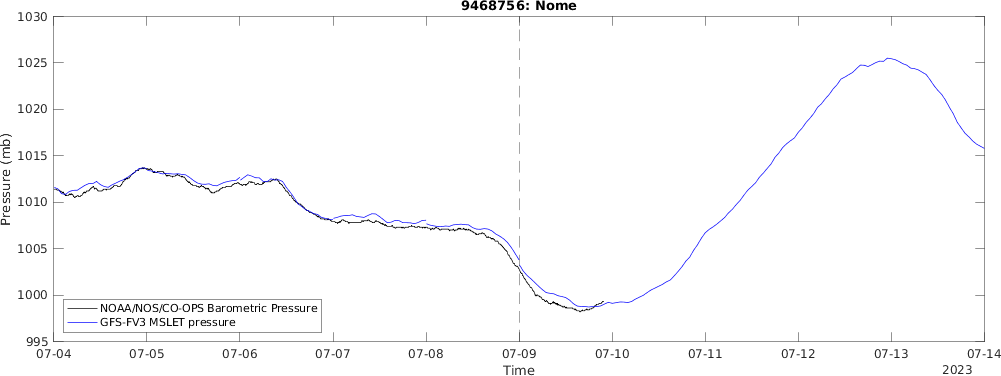 9468756: Nome
1030
1025
1020
1015
1010
1005
1000
995
Pressure (mb)
NOAA/NOS/CO-OPS Barometric Pressure
GFS-FV3 MSLET pressure
07-04 07-05 07-06 07-07 07-08 07-09 07-10 07-11 07-12 07-13 07-14
Time
2023